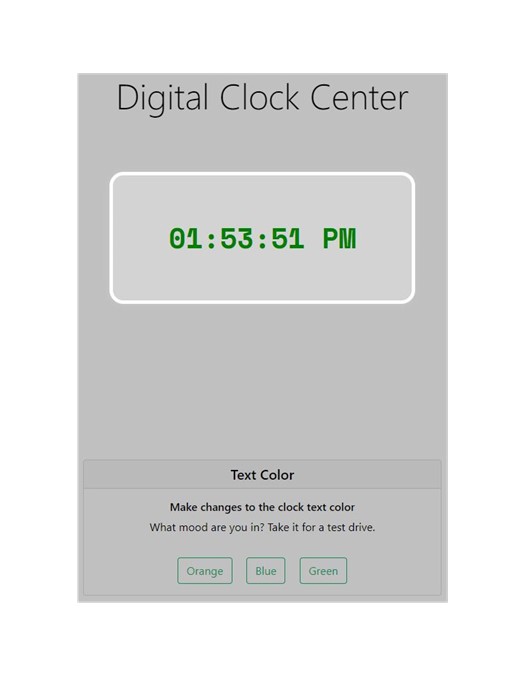 Digital Clock Center
01:53:51 PM
Text Color
Make changes to the clock text color
What mood are you in? Take it for a test drive.
Orange Blue Green